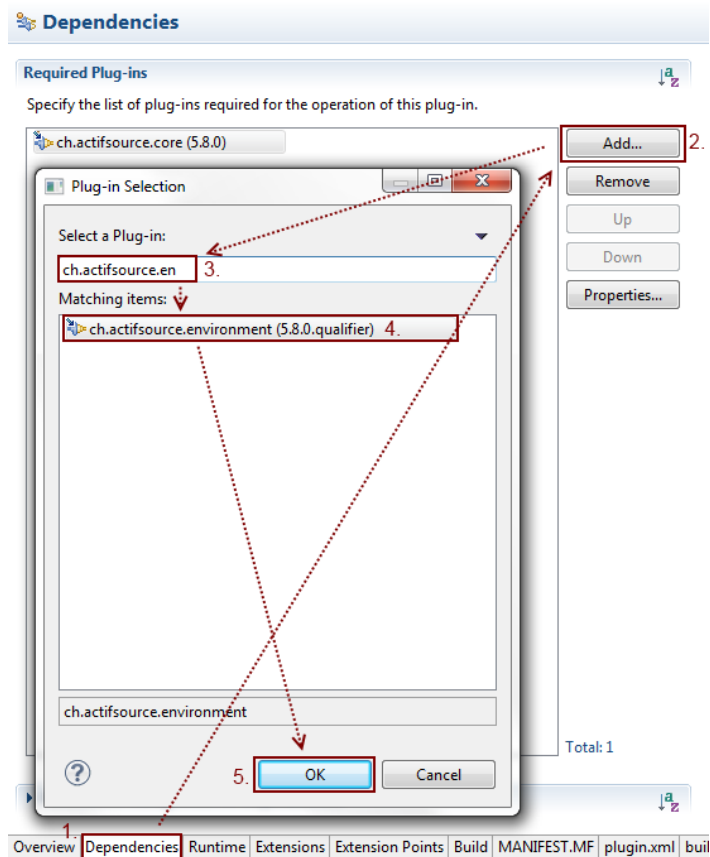 Dependencies
Required Plug-ins
a
z
Specify the list of plug-ins required for the operation of this plug-in.
ch.actifsource.core (5.8.0)
Add... 2.
Plug-in Selection
Remove
Select a Plug-in:
Up
ch.actifsource.en 3.
Down
Matching items:
Properties...
ch.actifsource.environment (5.8.0.qualifier) 4.
ch.actifsource.environment
Total: 1
?
5. OK Cancel
a
z
1.
Overview Dependencies Runtime Extensions Extension Points Build MANIFEST.MF plugin.xml buil